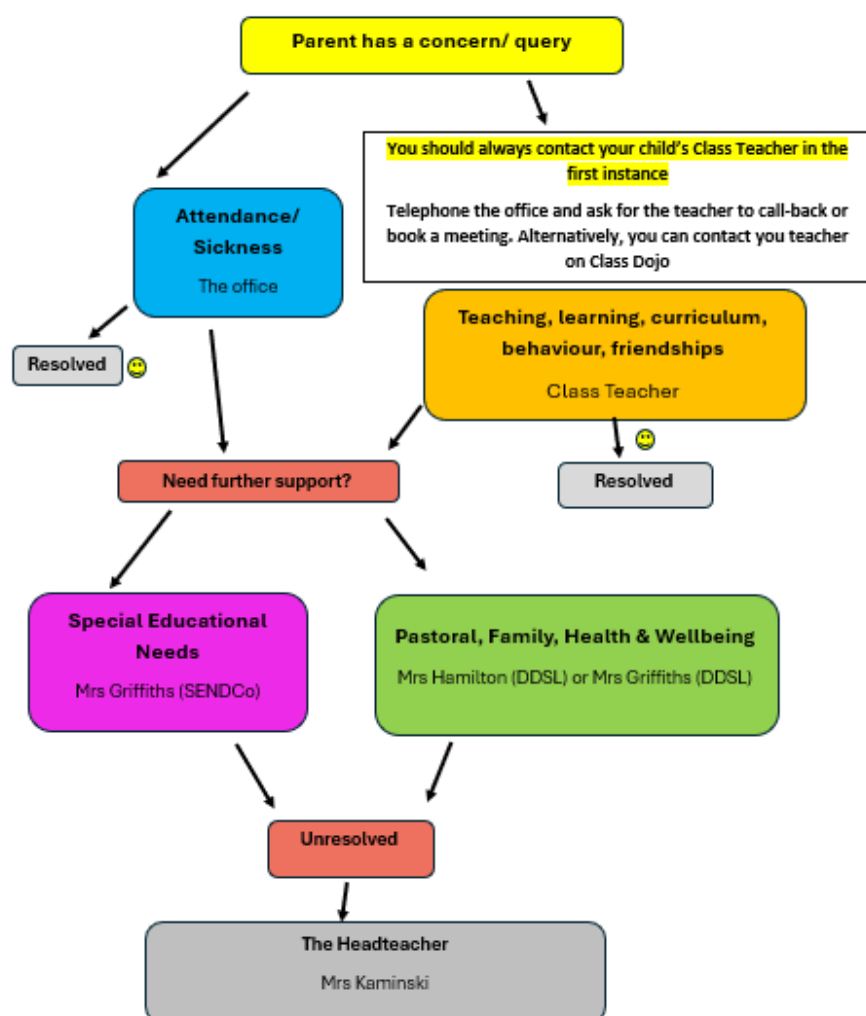 Parent has a concern/ query
You should always contact your child's Class Teacher in the
first instance
Telephone the office and ask for the teacher to call-back or
book a meeting. Alternatively, you can contact you teacher
on Class Dojo
Attendance/
Sickness
The office
Teaching, learning, curriculum,
behaviour, friendships
Class Teacher
Resolved
Need further support?
Resolved
Special Educational
Needs
Mrs Griffiths (SENDCo)
Pastoral, Family, Health & Wellbeing
Mrs Hamilton (DDSL) or Mrs Griffiths (DDSL)
Unresolved
The Headteacher
Mrs Kaminski